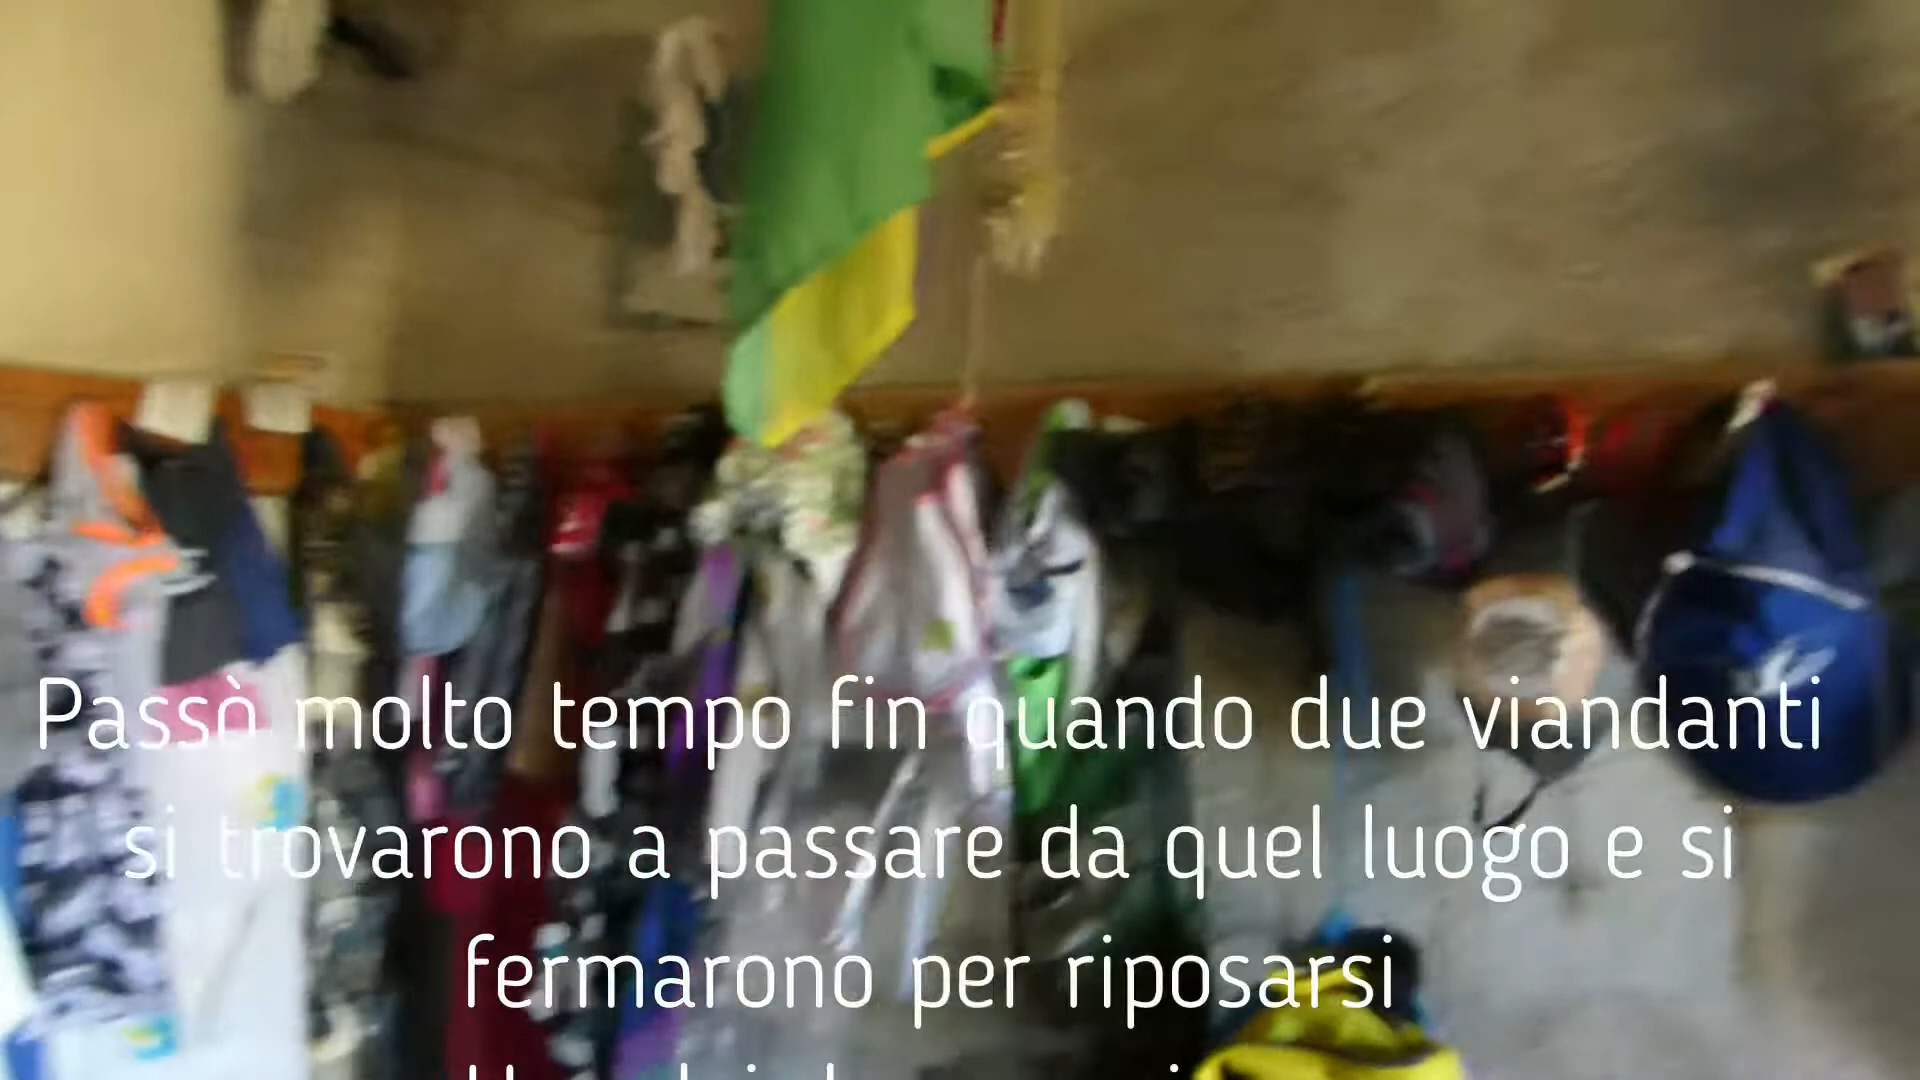 Passò molto tempo fin quando due viandanti
si trovarono a passare da quel luogo e si
fermarono per riposarsi